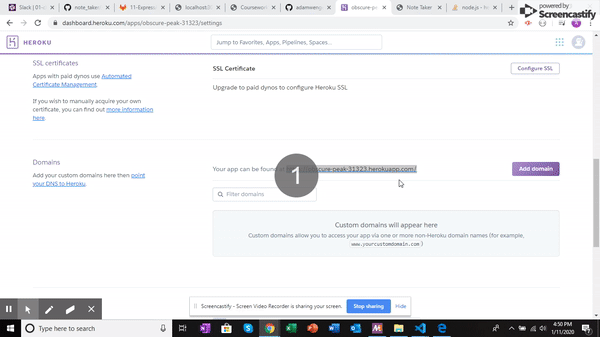 Slack | 01-s
note_taker
11-Express
localhost:8
Coursewor
adamowen
obscure-pe
Note Taker
node.js - Fc
powered by
Screencastify
dashboard.heroku.com/apps/obscure-peak-31323/settings
HEROKU
Jump to Favorites, Apps, Pipelines, Spaces...
SSL certificates
Apps with paid dynos use Automated
Certificate Management.
If you wish to manually acquire your own
certificate, you can find out more information
here.
SSL Certificate
Configure SSL
Upgrade to paid dynos to configure Heroku SSL
Domains
Add your custom domains here then point
your DNS to Heroku.
Your app can be found
cure-peak-31323.herokuapp.com/
1
Add domain
Filter domains
Custom domains will appear here
Custom domains allow you to access your app via one or more non-Heroku domain names (for example,
www.yourcustomdomain.com)
Screencastify - Screen Video Recorder is sharing your screen.
Stop sharing
Hide
Type here to search
4:50 PM
1/11/2020